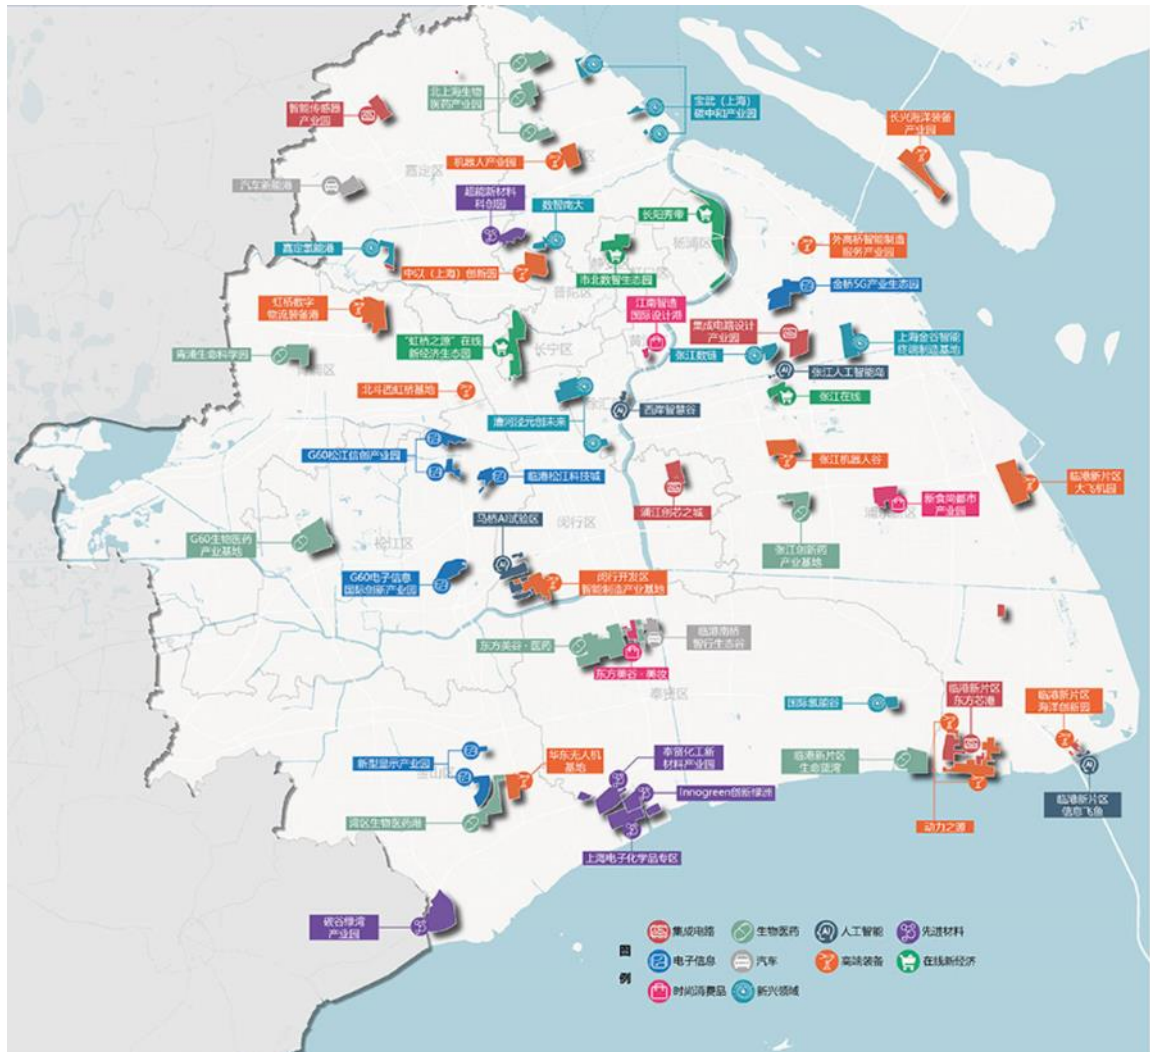 北上海生物
医药产业园
智能传感器
产业园
宝武（上海）
碳中和产业园
长兴海洋装备
产业园
机器人产业园
嘉定区
汽车新能港
超能新材料
科创园
数智南大
长阳秀带
杨浦区
嘉定氢能港
中以（上海）创新园
市北数智生态园
外高桥智能制造
服务产业园
普陀区
金桥5G产业生态园
虹桥数字
物流装备港
江南智造
国际设计港
集成电路设计
产业园
"虹桥之源"在线
新经济生态园
长宁区
张江数链
上海金谷智能
终端制造基地
青浦生命科学园
张江人工智能岛
北斗西虹桥基地
张江在线
西岸智慧谷
漕河泾元创未来
G60松江信创产业园
临港松江科技城
张江机器人谷
临港新片区
大飞机园
浦江创芯之城
新食尚都市
产业园
马桥AI试验区
闵行区
G60生物医药
产业基地
松江区
张江创新药
产业基地
G60电子信息
国际创新产业园
闵行开发区
智能制造产业基地
东方美谷·医药
临港南桥
智行生态谷
东方美谷·美妆
奉贤区
国际氢能谷
临港新片区
东方芯港
临港新片区
海洋创新园
新型显示产业园
华东无人机
基地
奉贤化工新
材料产业园
临港新片区
生命蓝湾
金山区
Innogreen创新绿洲
湾区生物医药港
临港新片区
信息飞鱼
动力之源
上海电子化学品专区
碳谷绿湾
产业园
图例
集成电路
生物医药
人工智能
先进材料
电子信息
汽车
高端装备
在线新经济
时尚消费品
新兴领域